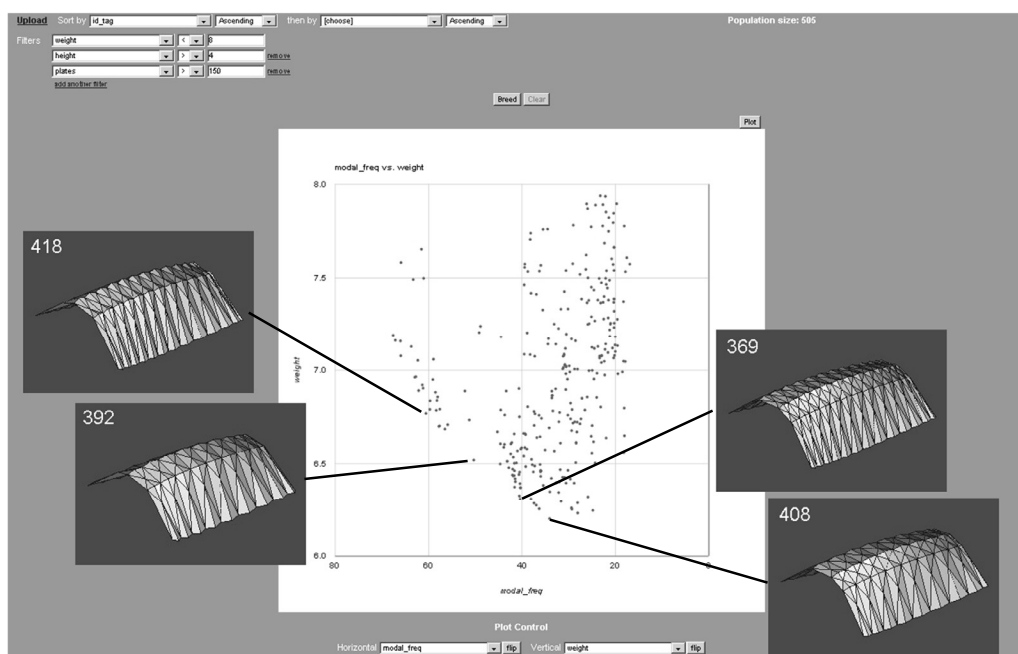 Upload Sort by id_tag Ascending then by [choose] Ascending Population size: 505
Filters weight < 8
height > 4 remove
plates > 150 remove
add another filter
Breed Clear
Plot
modal_freq vs. weight
8.0
7.5
7.0
6.5
6.0
weight
80 60 40 20 0
modal_freq
418
392
369
408
Plot Control
Horizontal modal_freq flip Vertical weight flip